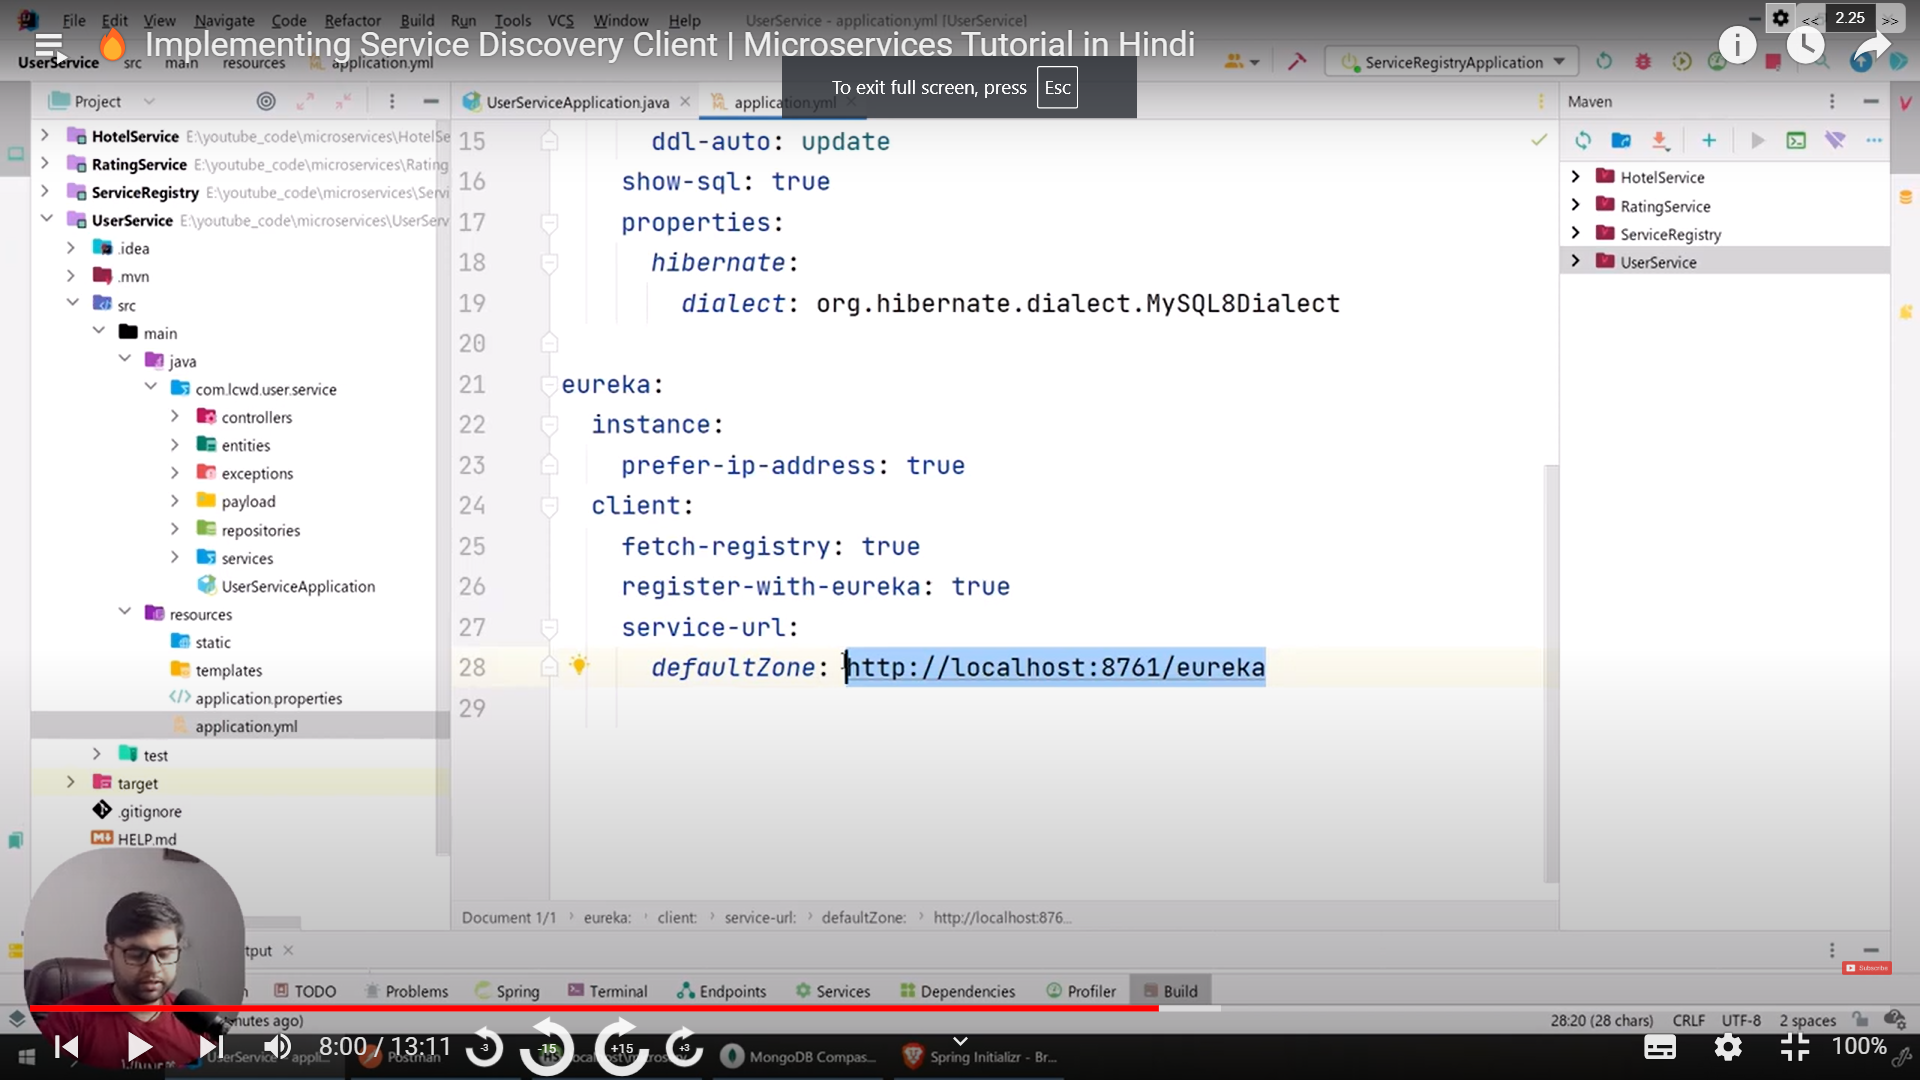 File Edit View Navigate Code Refactor Build Run Tools VCS Window Help UserService - application.yml [UserService]
2.25
🔥 Implementing Service Discovery Client | Microservices Tutorial in Hindi
UserService src main resources application.yml
ServiceRegistryApplication
To exit full screen, press Esc
Project
UserServiceApplication.java
application.yml
Maven
HotelService E:\youtube_code\microservices\HotelSe
RatingService E:\youtube_code\microservices\Rating
ServiceRegistry E:\youtube_code\microservices\Servi
UserService E:\youtube_code\microservices\UserServ
.idea
.mvn
src
main
java
com.lcwd.user.service
controllers
entities
exceptions
payload
repositories
services
UserServiceApplication
resources
static
templates
application.properties
application.yml
test
target
.gitignore
HELP.md
15 ddl-auto: update
16 show-sql: true
17 properties:
18 hibernate:
19 dialect: org.hibernate.dialect.MySQL8Dialect
20
21 eureka:
22 instance:
23 prefer-ip-address: true
24 client:
25 fetch-registry: true
26 register-with-eureka: true
27 service-url:
28 defaultZone: http://localhost:8761/eureka
29
HotelService
RatingService
ServiceRegistry
UserService
Document 1/1 › eureka: › client: › service-url: › defaultZone: › http://localhost:876...
tput
Subscribe
TODO Problems Spring Terminal Endpoints Services Dependencies Profiler Build
nutes ago)
28:20 (28 chars) CRLF UTF-8 2 spaces
8:00 / 13:11
-3 -15 +15 +3
Postman
MongoDB Compas...
Spring Initializr - Br...
100%